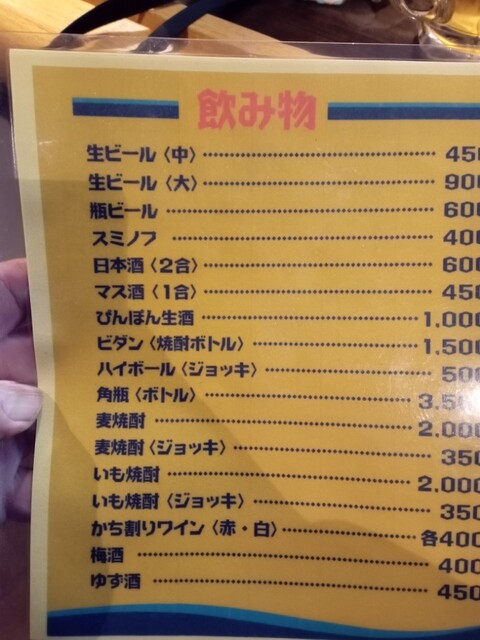 飲み物
生ビール〈中〉 450
生ビール〈大〉 900
瓶ビール 600
スミノフ 400
日本酒〈2合〉 600
マス酒〈1合〉 450
びんぼん生酒 1,000
ビダン〈焼酎ボトル〉 1,500
ハイボール〈ジョッキ〉 500
角瓶〈ボトル〉 3,500
麦焼酎 2,000
麦焼酎〈ジョッキ〉 350
いも焼酎 2,000
いも焼酎〈ジョッキ〉 350
かち割りワイン〈赤・白〉 各400
梅酒 400
ゆず酒 450